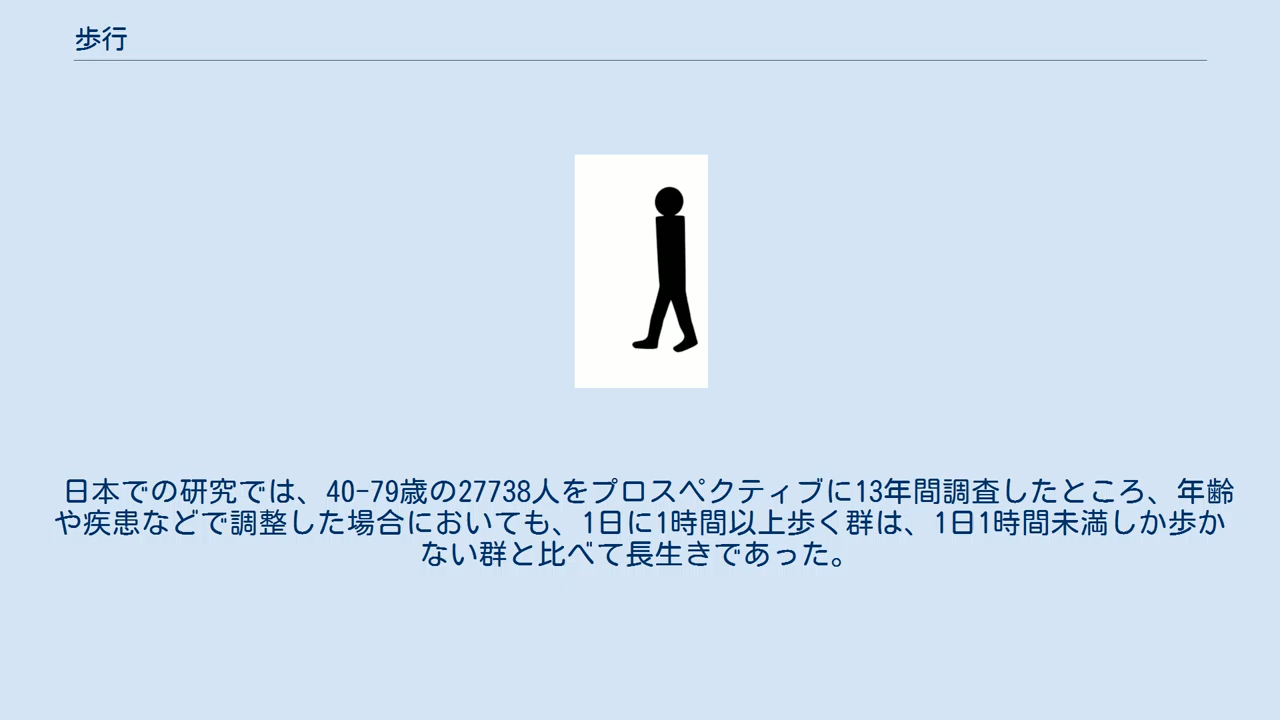 歩行
日本での研究では、40-79歳の27738人をプロスペクティブに13年間調査したところ、年齢
や疾患などで調整した場合においても、1日に1時間以上歩く群は、1日1時間未満しか歩か
ない群と比べて長生きであった。